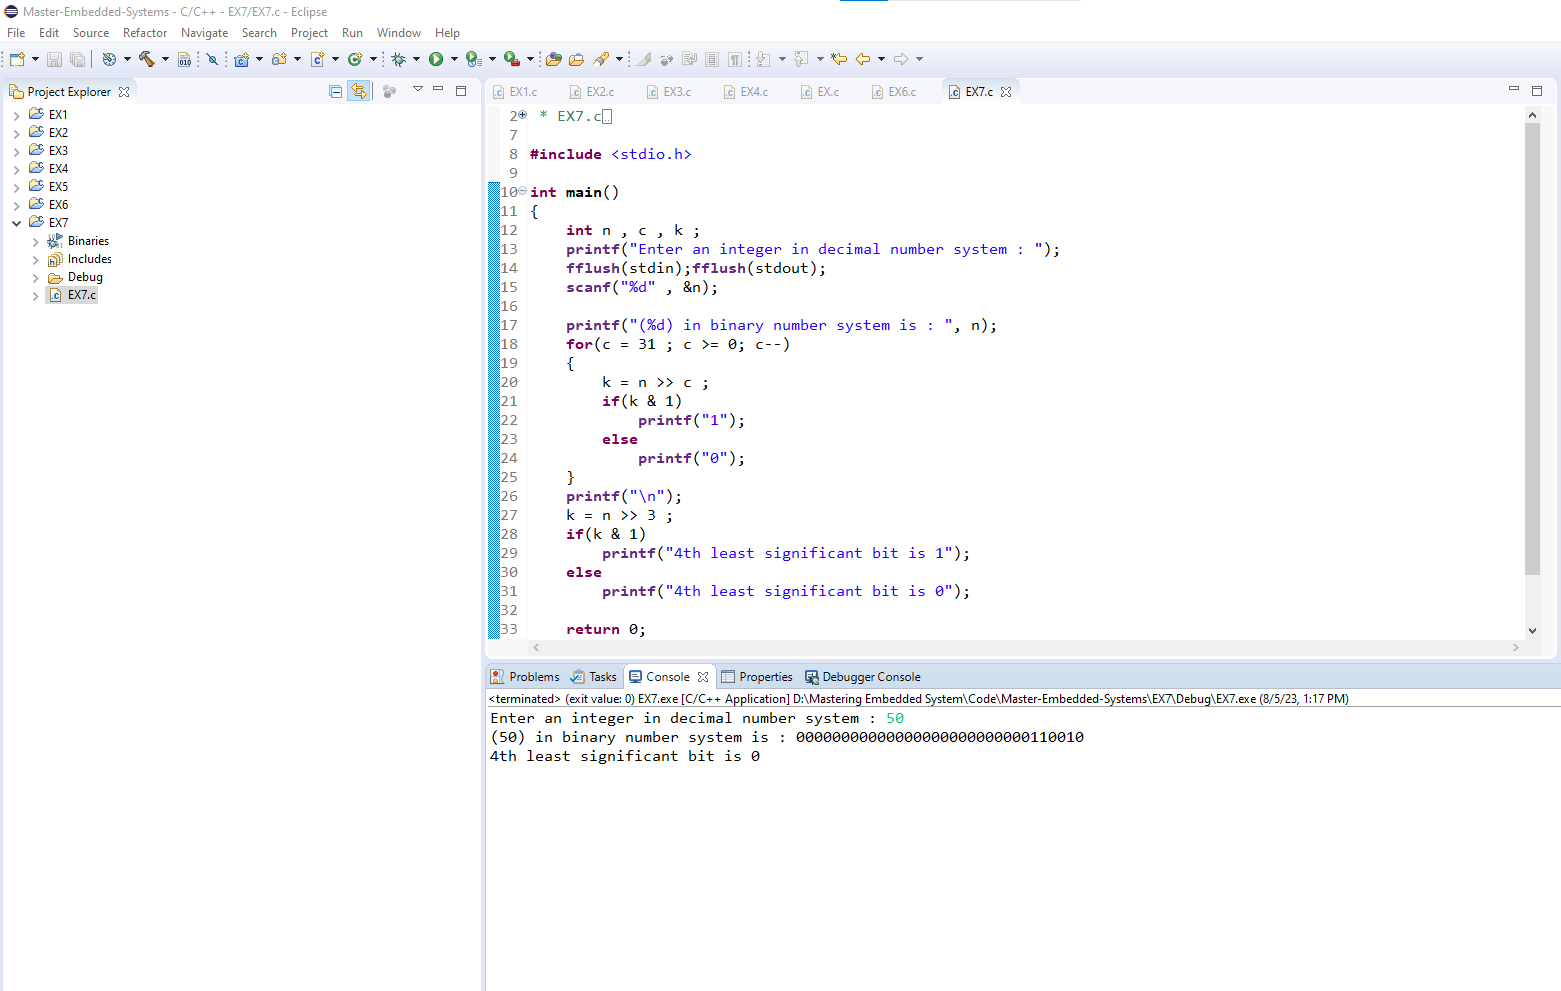 Master-Embedded-Systems - C/C++ - EX7/EX7.c - Eclipse
File Edit Source Refactor Navigate Search Project Run Window Help
Project Explorer
EX1
EX2
EX3
EX4
EX5
EX6
EX7
Binaries
Includes
Debug
EX7.c
EX1.c EX2.c EX3.c EX4.c EX.c EX6.c EX7.c
2 * EX7.c
7
8 #include <stdio.h>
9
10 int main()
11 {
12 int n , c , k ;
13 printf("Enter an integer in decimal number system : ");
14 fflush(stdin);fflush(stdout);
15 scanf("%d" , &n);
16
17 printf("(%d) in binary number system is : ", n);
18 for(c = 31 ; c >= 0; c--)
19 {
20 k = n >> c ;
21 if(k & 1)
22 printf("1");
23 else
24 printf("0");
25 }
26 printf("\n");
27 k = n >> 3 ;
28 if(k & 1)
29 printf("4th least significant bit is 1");
30 else
31 printf("4th least significant bit is 0");
32
33 return 0;
Problems Tasks Console Properties Debugger Console
<terminated> (exit value: 0) EX7.exe [C/C++ Application] D:\Mastering Embedded System\Code\Master-Embedded-Systems\EX7\Debug\EX7.exe (8/5/23, 1:17 PM)
Enter an integer in decimal number system : 50
(50) in binary number system is : 00000000000000000000000000110010
4th least significant bit is 0